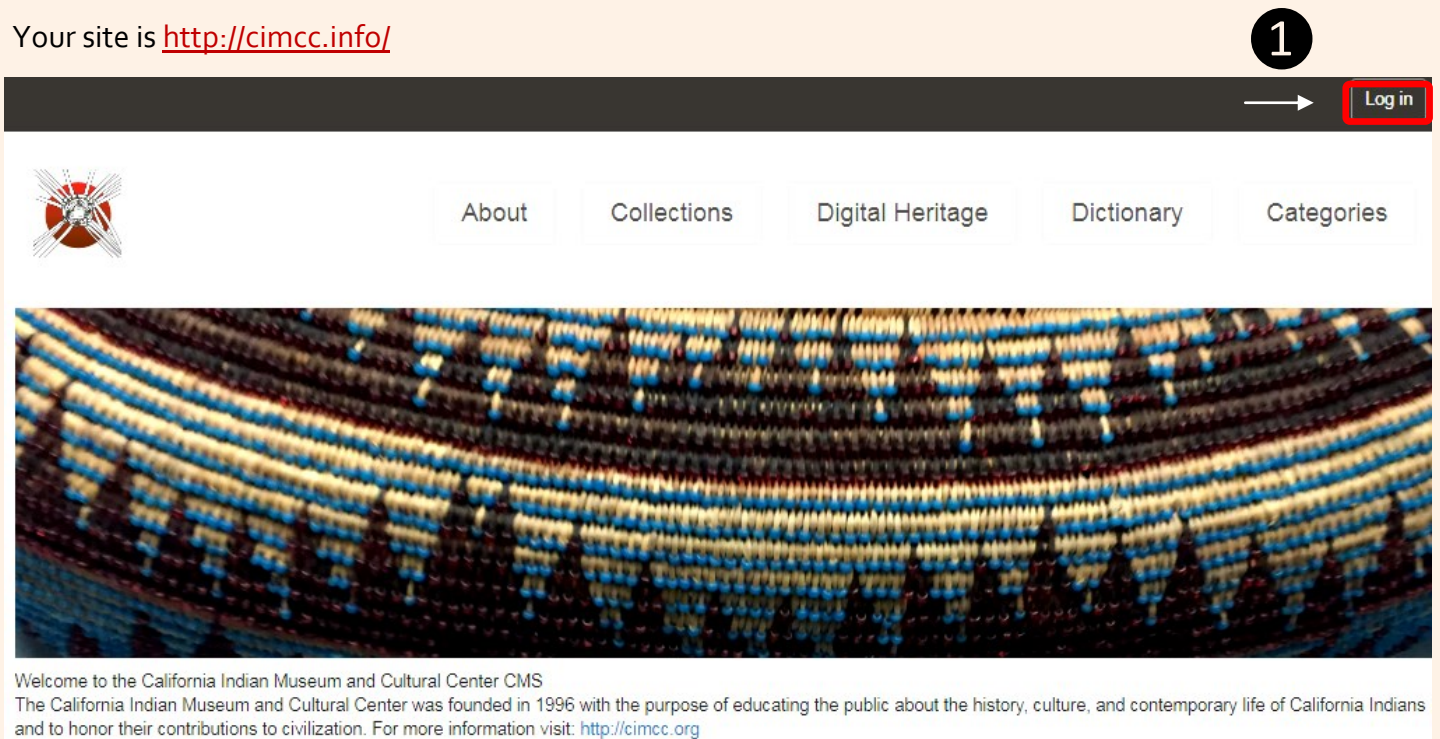 Your site is http://cimcc.info/
1
Log in
About Collections Digital Heritage Dictionary Categories
Welcome to the California Indian Museum and Cultural Center CMS
The California Indian Museum and Cultural Center was founded in 1996 with the purpose of educating the public about the history, culture, and contemporary life of California Indians
and to honor their contributions to civilization. For more information visit: http://cimcc.org